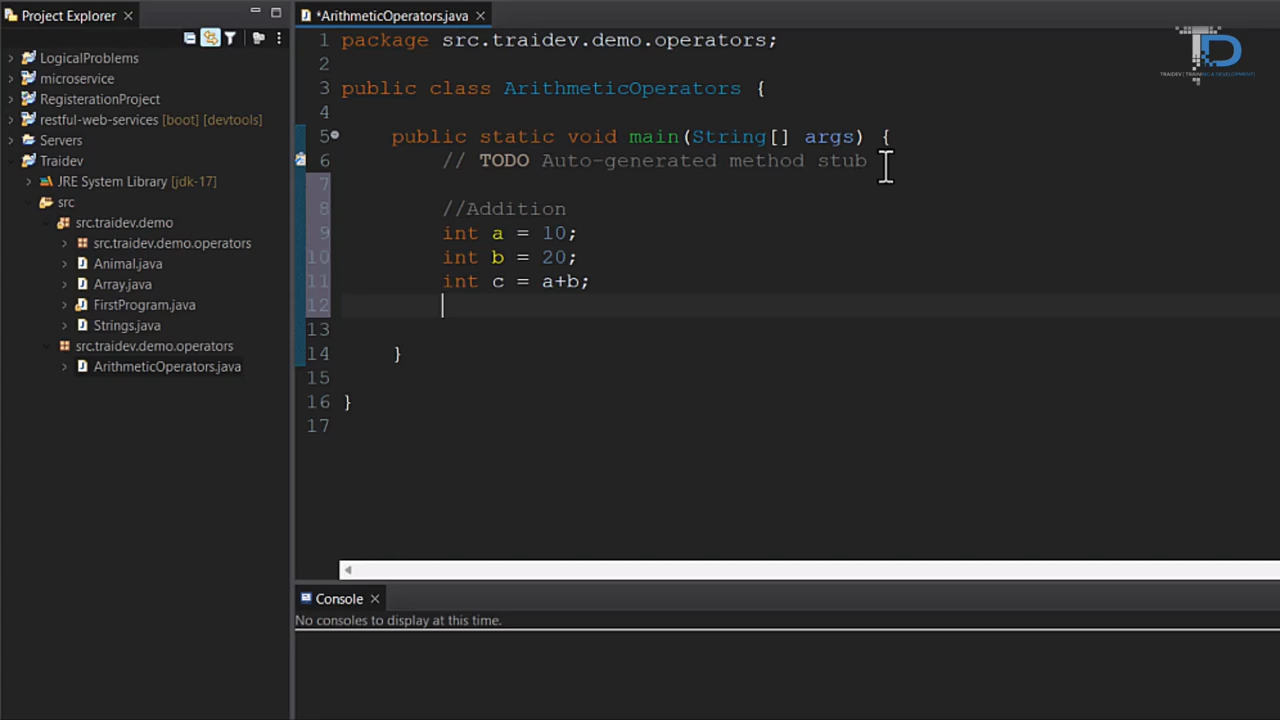 Project Explorer
LogicalProblems
microservice
RegisterationProject
restful-web-services [boot] [devtools]
Servers
Traidev
JRE System Library [jdk-17]
src
src.traidev.demo
src.traidev.demo.operators
Animal.java
Array.java
FirstProgram.java
Strings.java
src.traidev.demo.operators
ArithmeticOperators.java
*ArithmeticOperators.java
1 package src.traidev.demo.operators;
2
3 public class ArithmeticOperators {
4
5 public static void main(String[] args) {
6 // TODO Auto-generated method stub
7
8 //Addition
9 int a = 10;
10 int b = 20;
11 int c = a+b;
12
13
14 }
15
16 }
17
Console
No consoles to display at this time.
TD
TRAIDEV | TRAINING & DEVELOPMENT